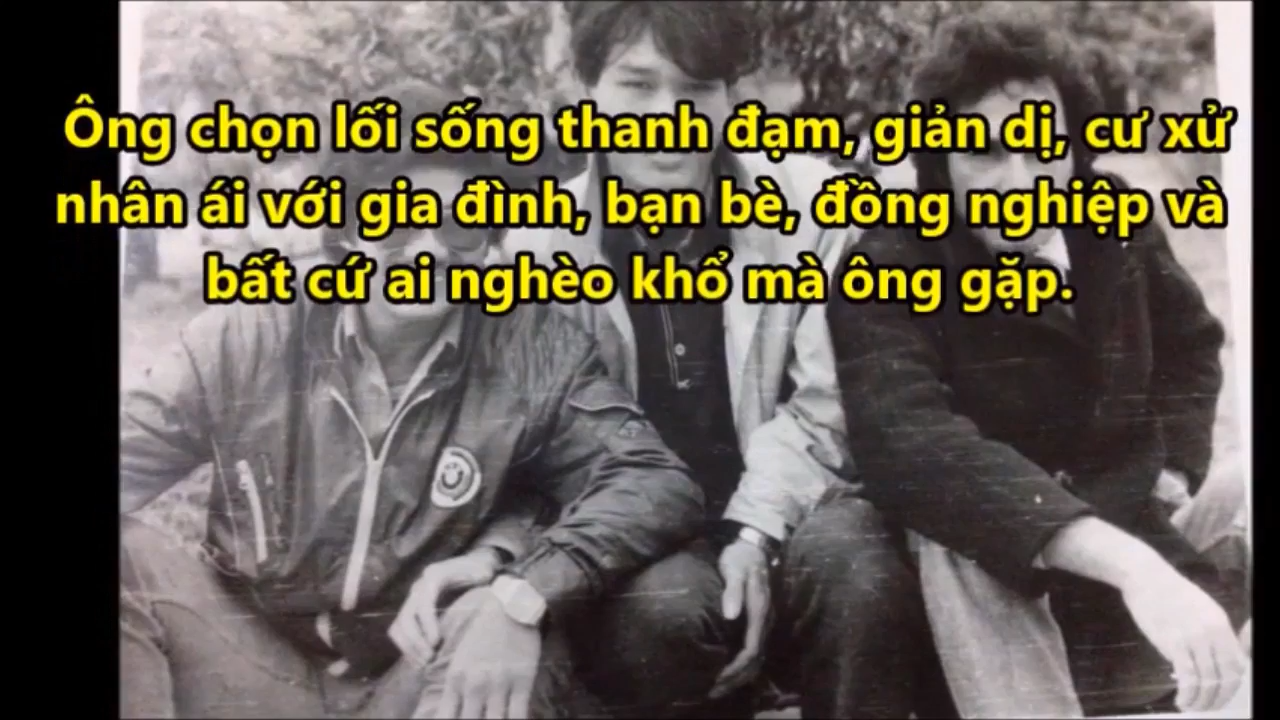 Ông chọn lối sống thanh đạm, giản dị, cư xử
nhân ái với gia đình, bạn bè, đồng nghiệp và
bất cứ ai nghèo khổ mà ông gặp.